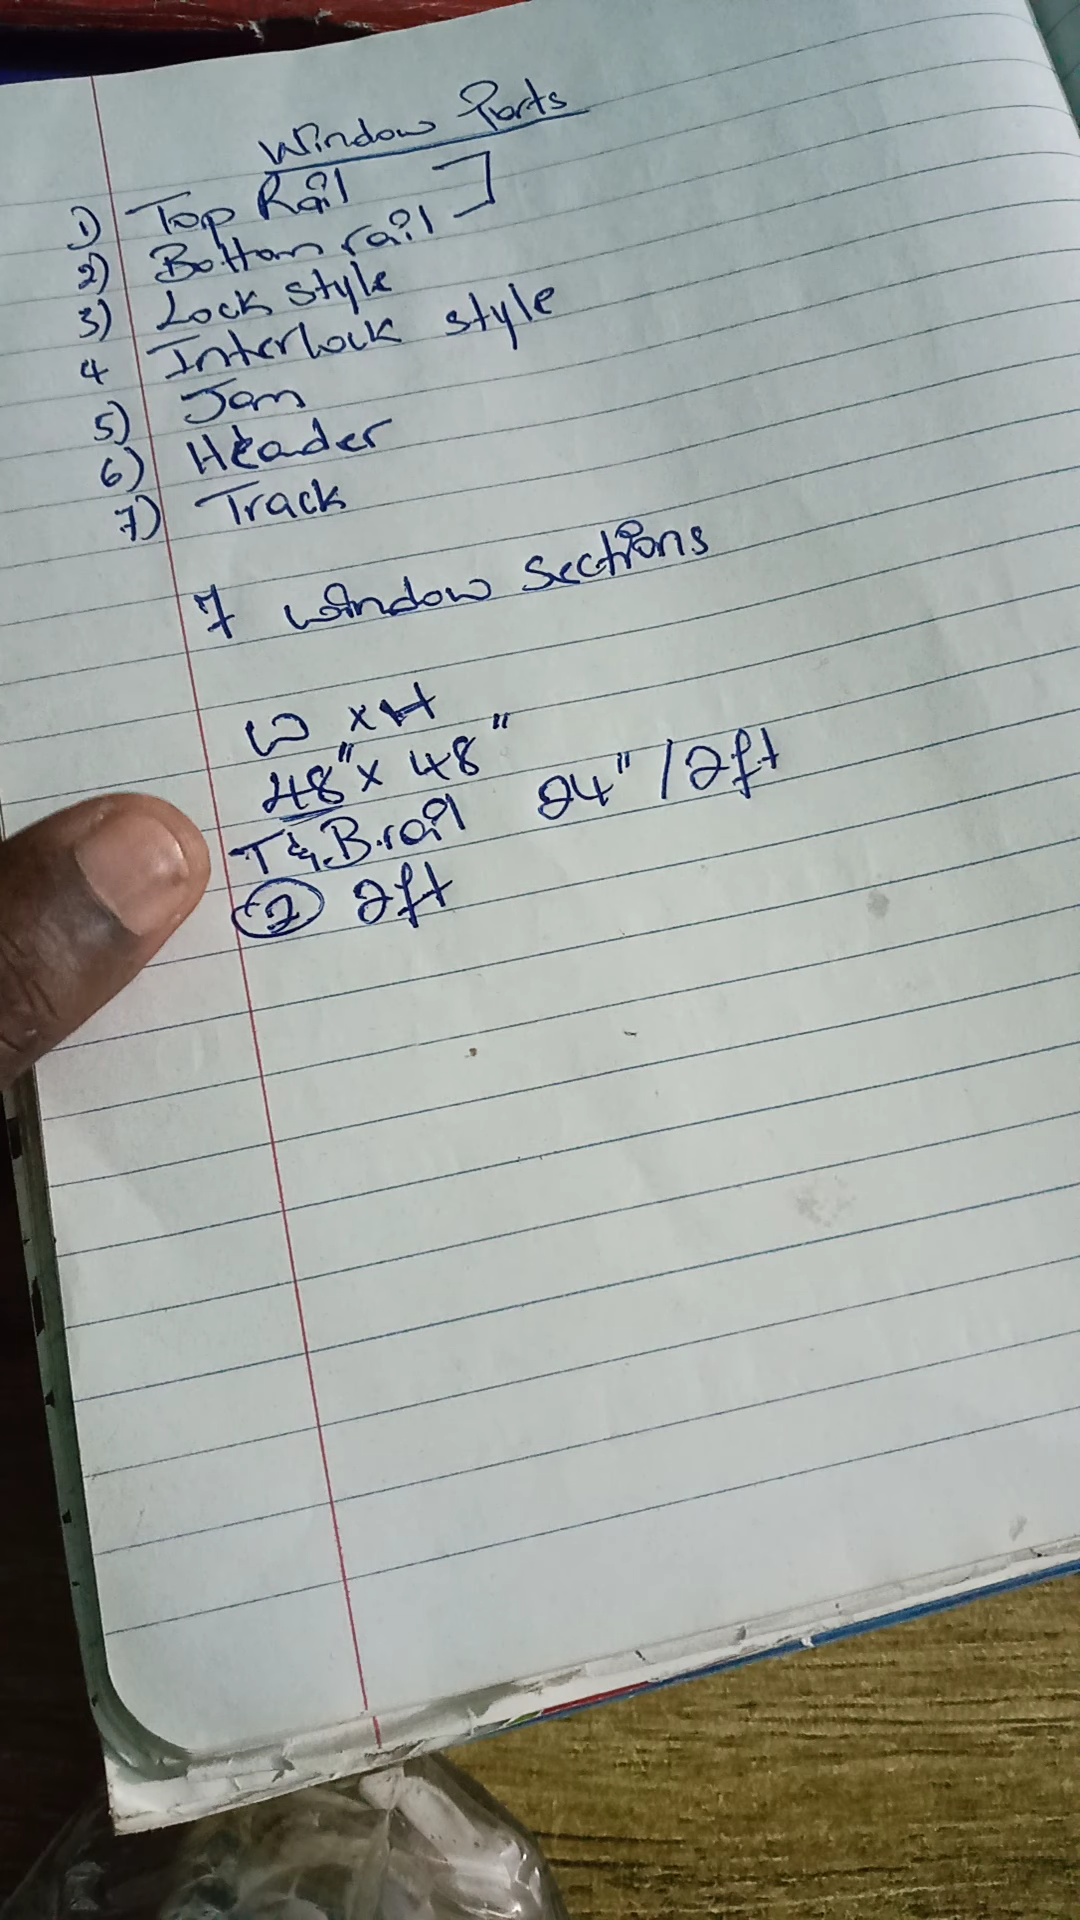 Window Parts
1) Top Rail
2) Bottom rail
3) Lock style
4 Interlock style
5) Jam
6) Header
7) Track
7 window sections
W x H
48" x 48"
T & B.rail 24" / 2ft
2 2ft